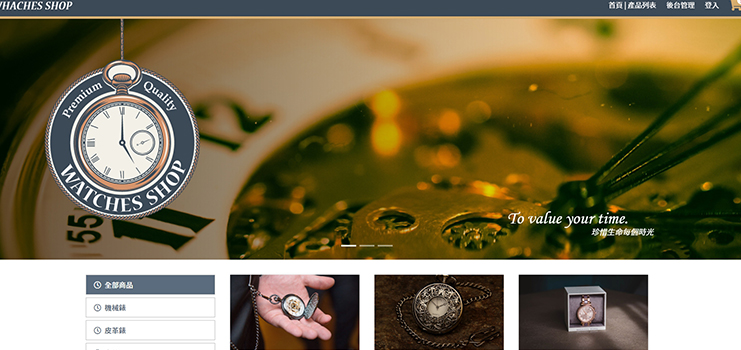 WHACHES SHOP
首頁 | 產品列表 後台管理 登入
Premium Quality
WATCHES SHOP
55
To value your time.
珍惜生命每個時光
全部商品
機械錶
皮革錶